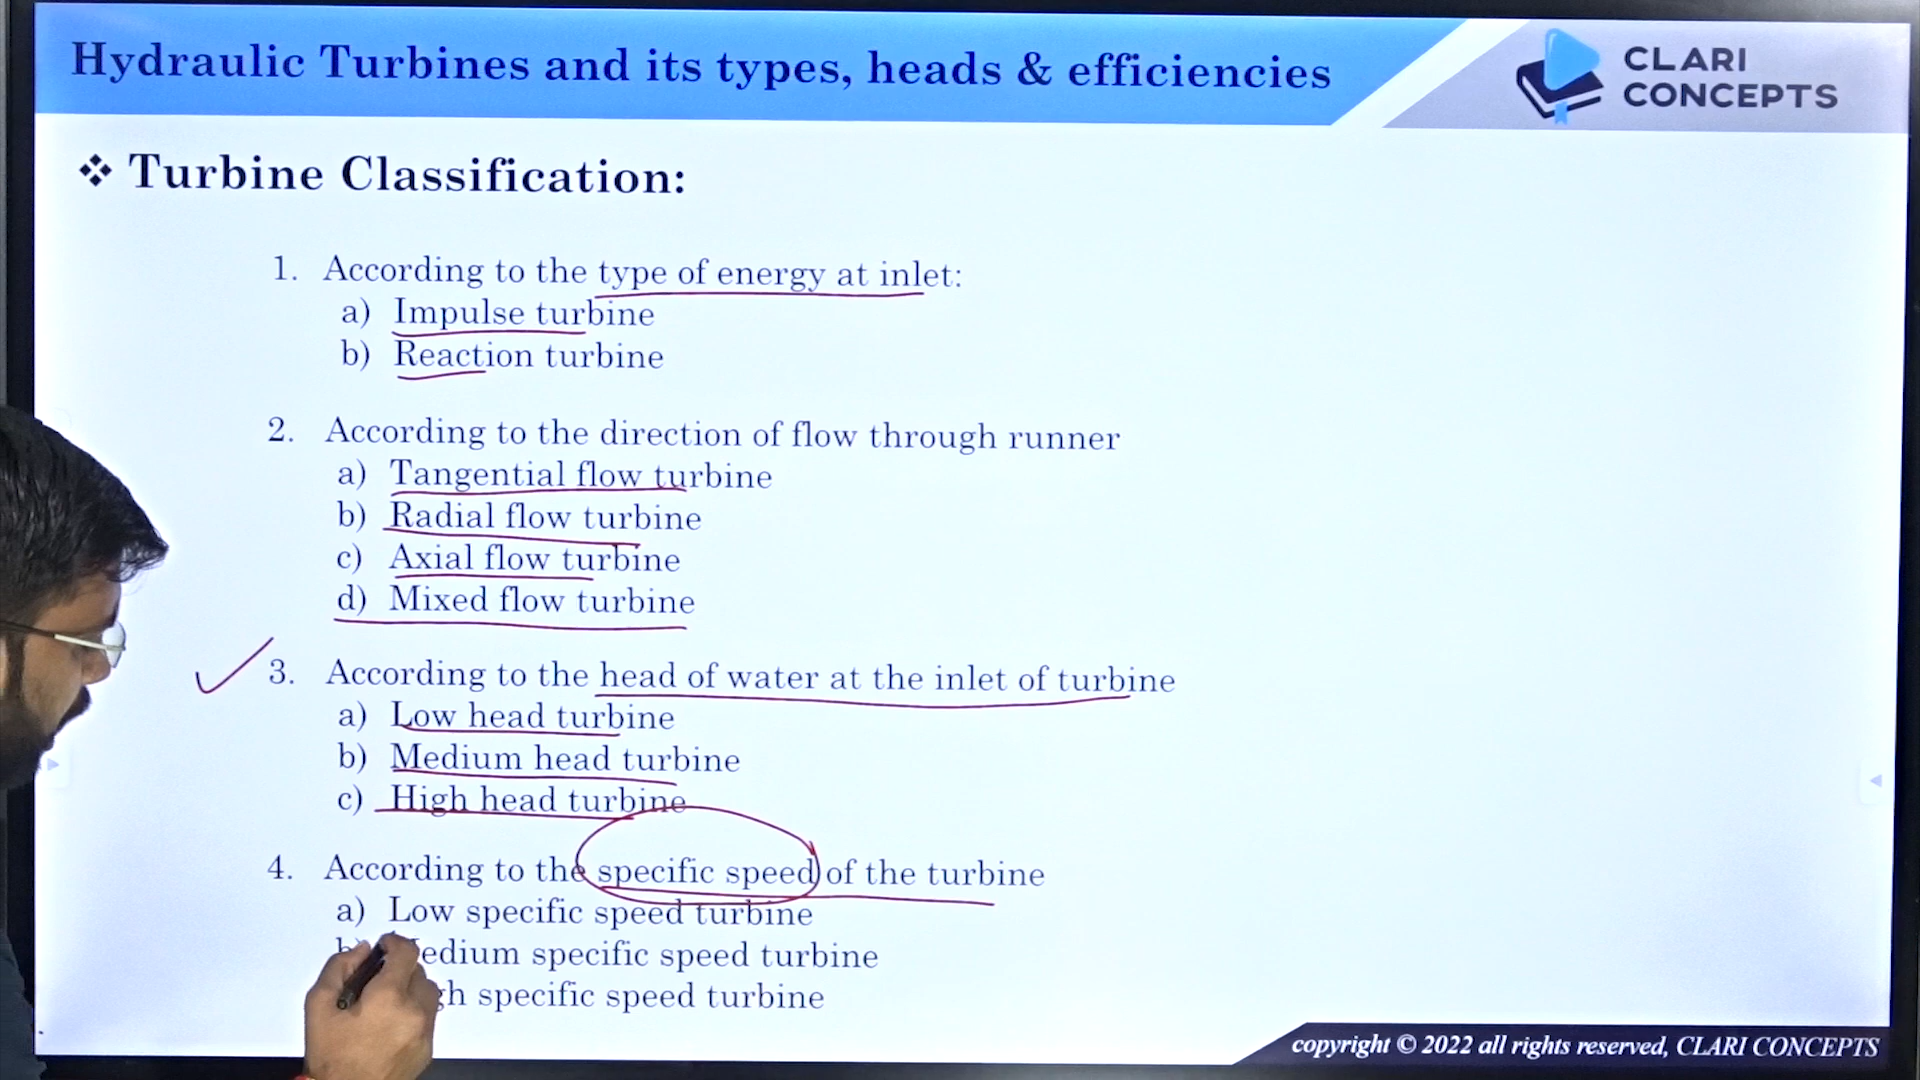 Hydraulic Turbines and its types, heads & efficiencies
CLARI
CONCEPTS
❖ Turbine Classification:
1. According to the type of energy at inlet:
a) Impulse turbine
b) Reaction turbine
2. According to the direction of flow through runner
a) Tangential flow turbine
b) Radial flow turbine
c) Axial flow turbine
d) Mixed flow turbine
3. According to the head of water at the inlet of turbine
a) Low head turbine
b) Medium head turbine
c) High head turbine
4. According to the specific speed of the turbine
a) Low specific speed turbine
specific speed turbine
specific speed turbine
copyright © 2022 all rights reserved, CLARI CONCEPTS